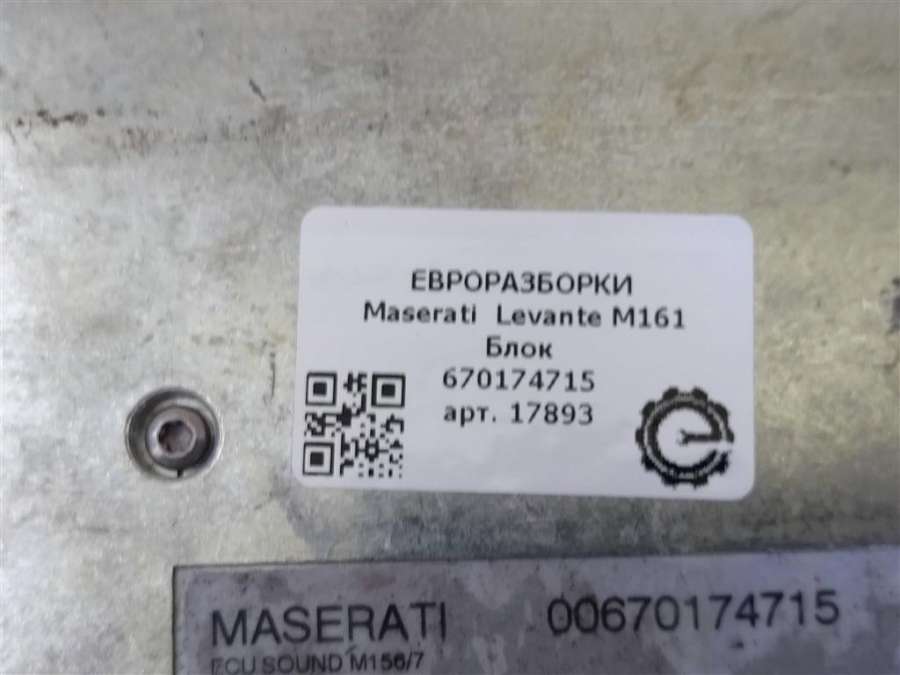 ЕВРОРАЗБОРКИ
Maserati Levante M161
Блок
670174715
арт. 17893
MASERATI 00670174715
ECU SOUND M156/7